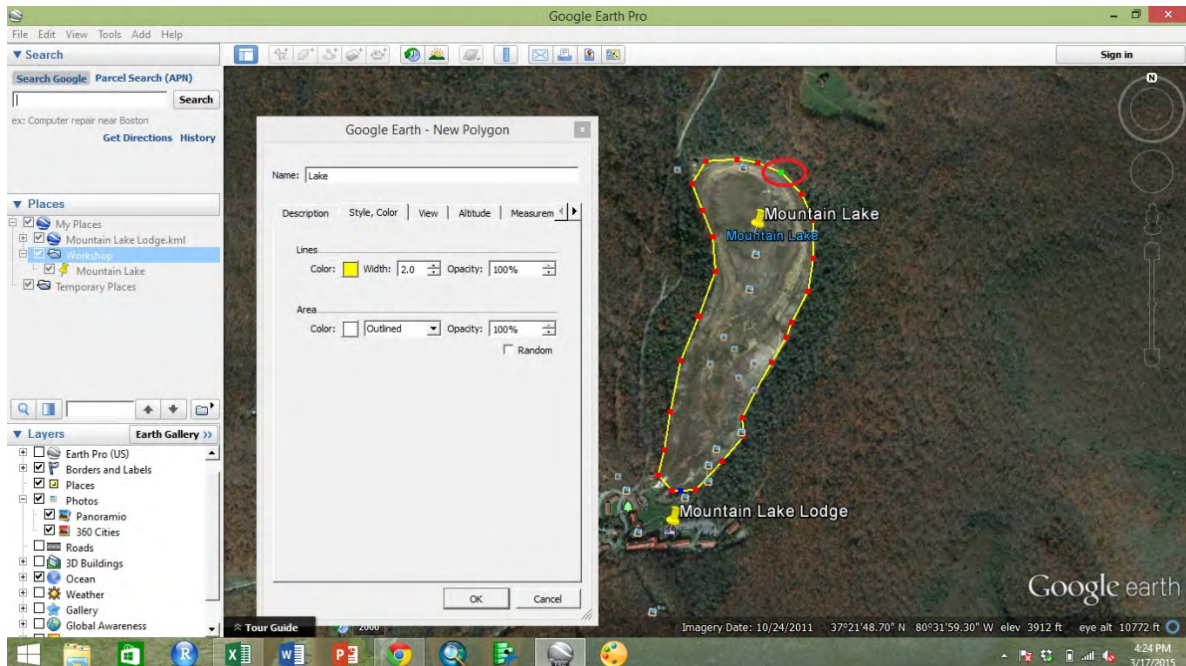 Google Earth Pro
File Edit View Tools Add Help
Search
Sign in
Search Google Parcel Search (APN)
Search
ex: Computer repair near Boston
Get Directions History
Places
My Places
Mountain Lake Lodge.kml
Workshop
Mountain Lake
Temporary Places
Layers
Earth Gallery >>
Earth Pro (US)
Borders and Labels
Places
Photos
Panoramio
360 Cities
Roads
3D Buildings
Ocean
Weather
Gallery
Global Awareness
Google Earth - New Polygon
Name: Lake
Description Style, Color View Altitude Measurem
Lines
Color: Width: 2.0 Opacity: 100%
Area
Color: Outlined Opacity: 100%
Random
OK Cancel
N
Mountain Lake
Mountain Lake
Mountain Lake Lodge
Google earth
Tour Guide 2000 Imagery Date: 10/24/2011 37°21'48.70" N 80°31'59.30" W elev 3912 ft eye alt 10772 ft
4:24 PM
3/17/2015